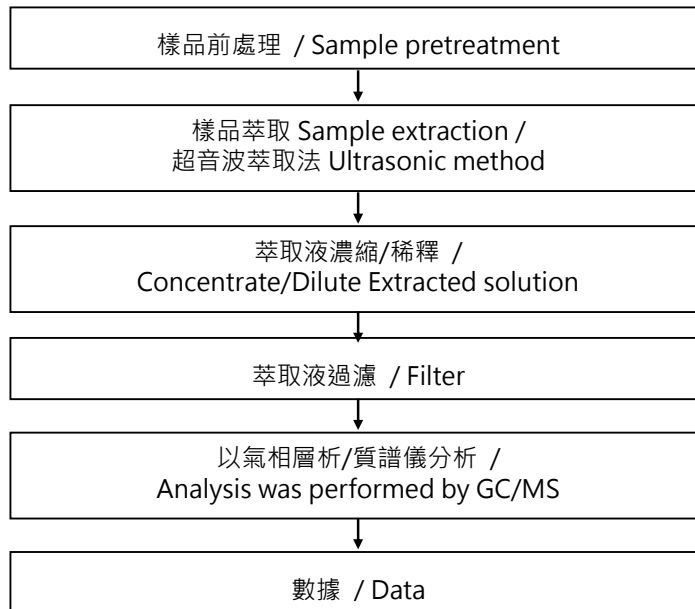 樣品前處理 / Sample pretreatment
樣品萃取 Sample extraction /
超音波萃取法 Ultrasonic method
萃取液濃縮/稀釋 /
Concentrate/Dilute Extracted solution
萃取液過濾 / Filter
以氣相層析/質譜儀分析 /
Analysis was performed by GC/MS
數據 / Data